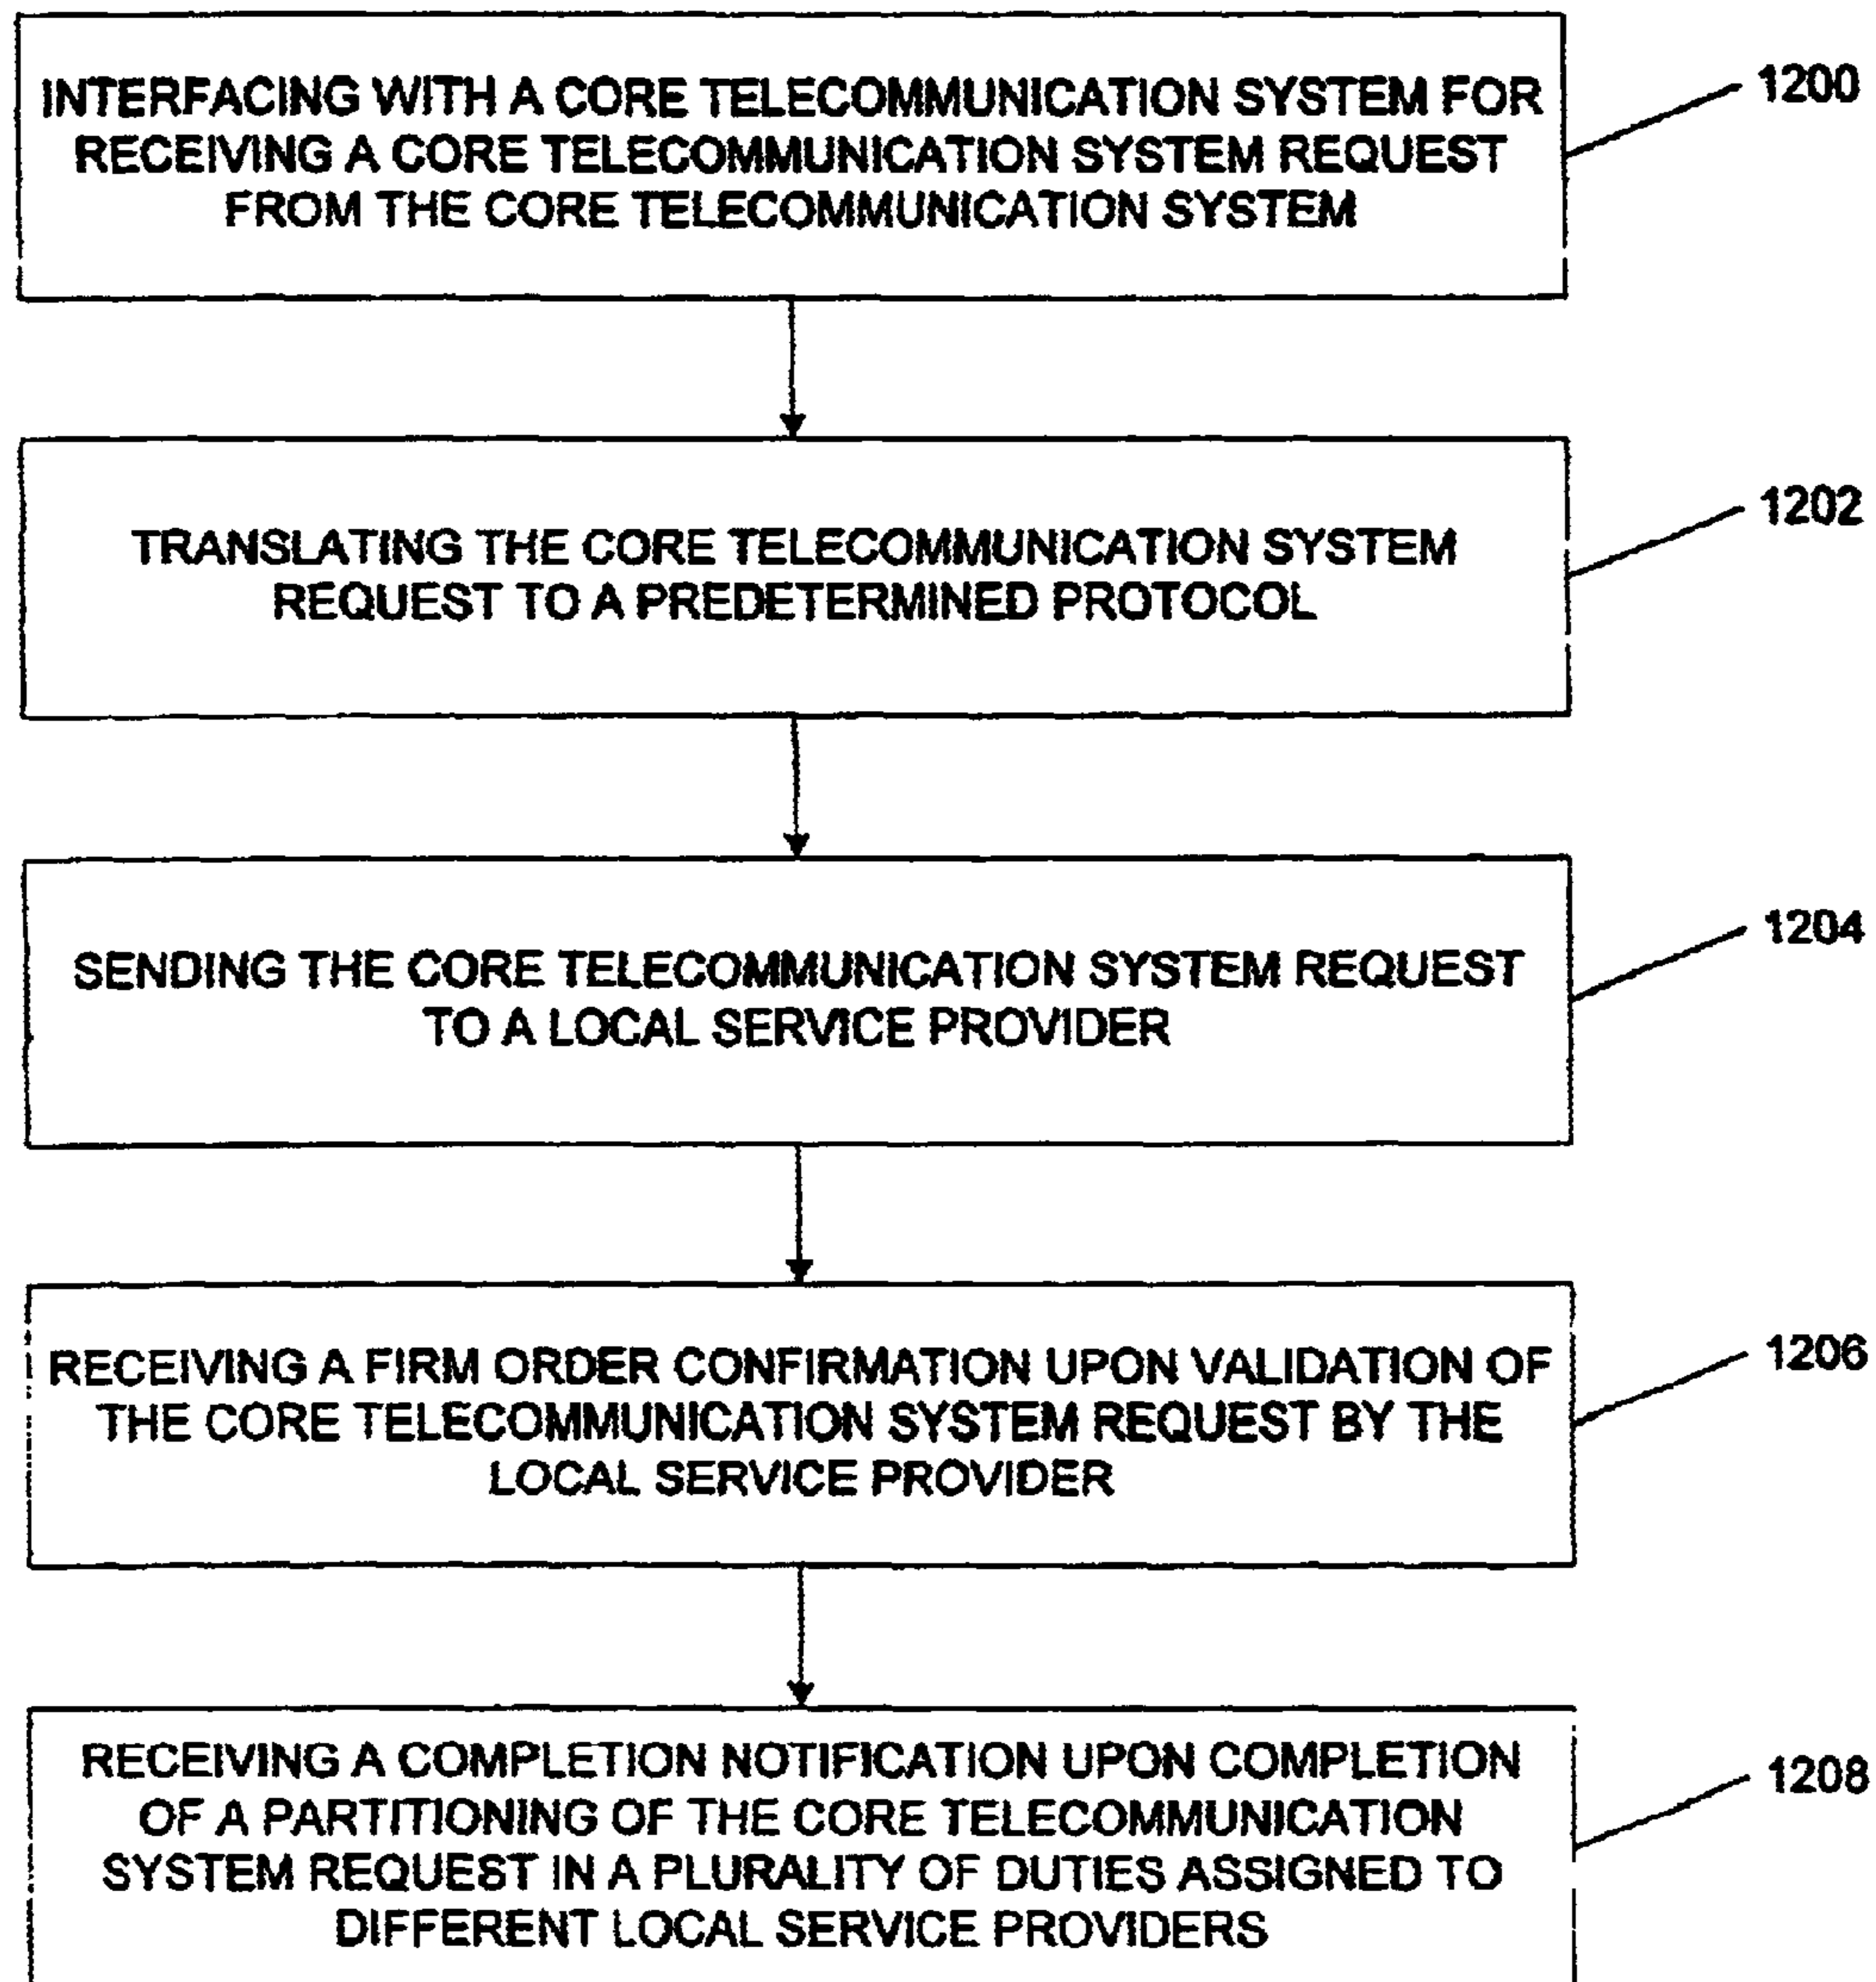 INTERFACING WITH A CORE TELECOMMUNICATION SYSTEM FOR
RECEIVING A CORE TELECOMMUNICATION SYSTEM REQUEST
FROM THE CORE TELECOMMUNICATION SYSTEM
1200
TRANSLATING THE CORE TELECOMMUNICATION SYSTEM
REQUEST TO A PREDETERMINED PROTOCOL
1202
SENDING THE CORE TELECOMMUNICATION SYSTEM REQUEST
TO A LOCAL SERVICE PROVIDER
1204
RECEIVING A FIRM ORDER CONFIRMATION UPON VALIDATION OF
THE CORE TELECOMMUNICATION SYSTEM REQUEST BY THE
LOCAL SERVICE PROVIDER
1206
RECEIVING A COMPLETION NOTIFICATION UPON COMPLETION
OF A PARTITIONING OF THE CORE TELECOMMUNICATION
SYSTEM REQUEST IN A PLURALITY OF DUTIES ASSIGNED TO
DIFFERENT LOCAL SERVICE PROVIDERS
1208